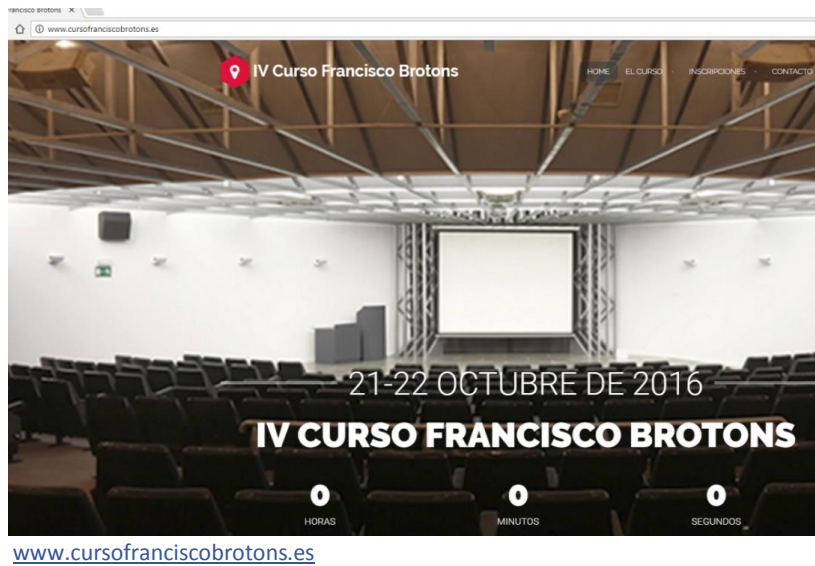 rancisco Brotons
www.cursofranciscobrotons.es
IV Curso Francisco Brotons
HOME EL CURSO INSCRIPCIONES CONTACTO
21-22 OCTUBRE DE 2016
IV CURSO FRANCISCO BROTONS
0 0 0
HORAS MINUTOS SEGUNDOS
www.cursofranciscobrotons.es